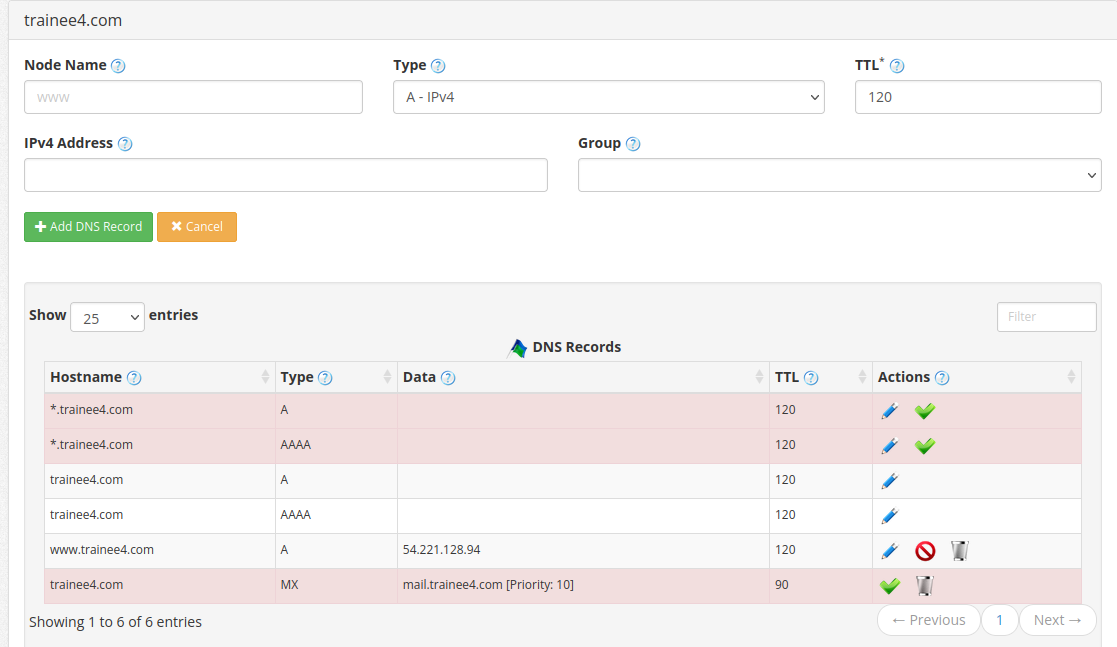 trainee4.com
Node Name Type TTL*
www A - IPv4 120
IPv4 Address Group
Add DNS Record Cancel
Show 25 entries Filter
DNS Records
Hostname Type Data TTL Actions
*.trainee4.com A 120
*.trainee4.com AAAA 120
trainee4.com A 120
trainee4.com AAAA 120
www.trainee4.com A 54.221.128.94 120
trainee4.com MX mail.trainee4.com [Priority: 10] 90
Showing 1 to 6 of 6 entries ← Previous 1 Next →